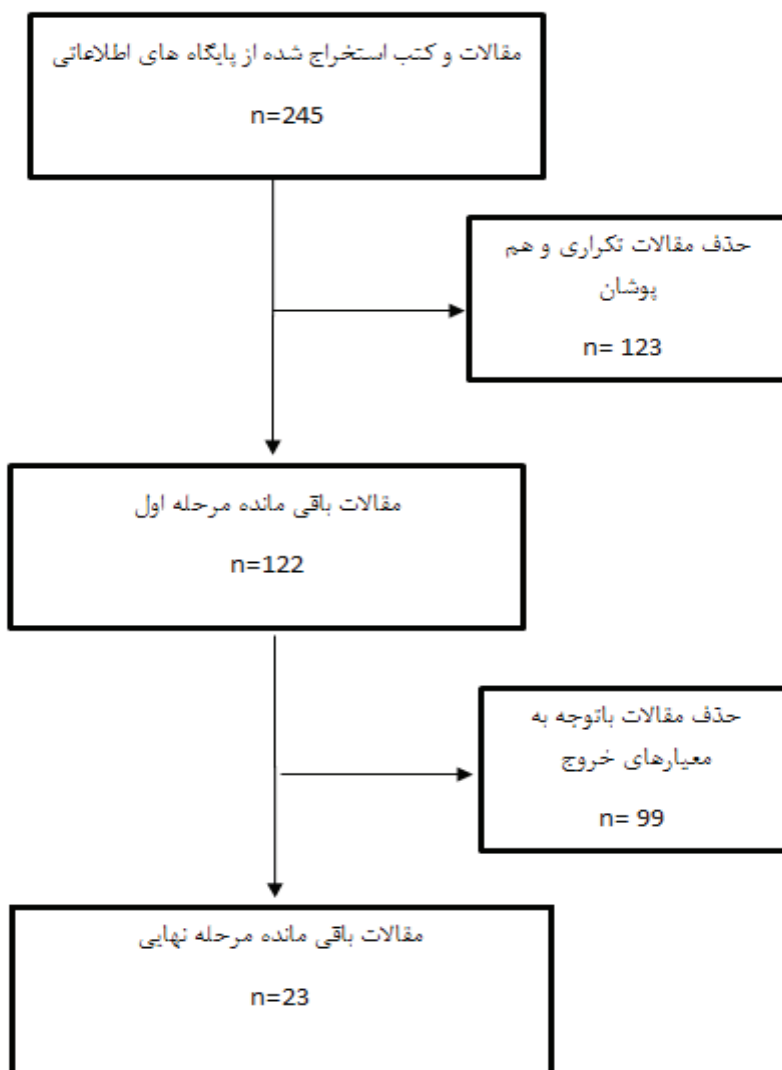 مقالات و کتب استخراج شده از پایگاه های اطلاعاتی
n=245
حذف مقالات تکراری و هم
پوشان
n= 123
مقالات باقی مانده مرحله اول
n=122
حذف مقالات باتوجه به
معیارهای خروج
n= 99
مقالات باقی مانده مرحله نهایی
n=23